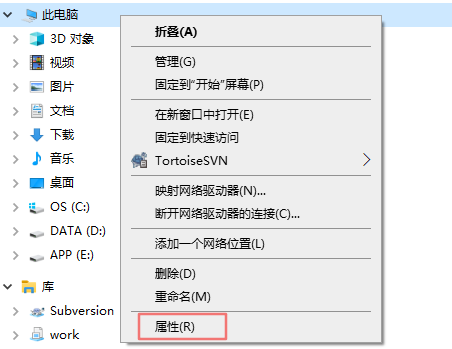 此电脑
3D 对象
视频
图片
文档
下载
音乐
桌面
OS (C:)
DATA (D:)
APP (E:)
库
Subversion
work
折叠(A)
管理(G)
固定到"开始"屏幕(P)
在新窗口中打开(E)
固定到快速访问
TortoiseSVN
映射网络驱动器(N)...
断开网络驱动器的连接(C)...
添加一个网络位置(L)
删除(D)
重命名(M)
属性(R)